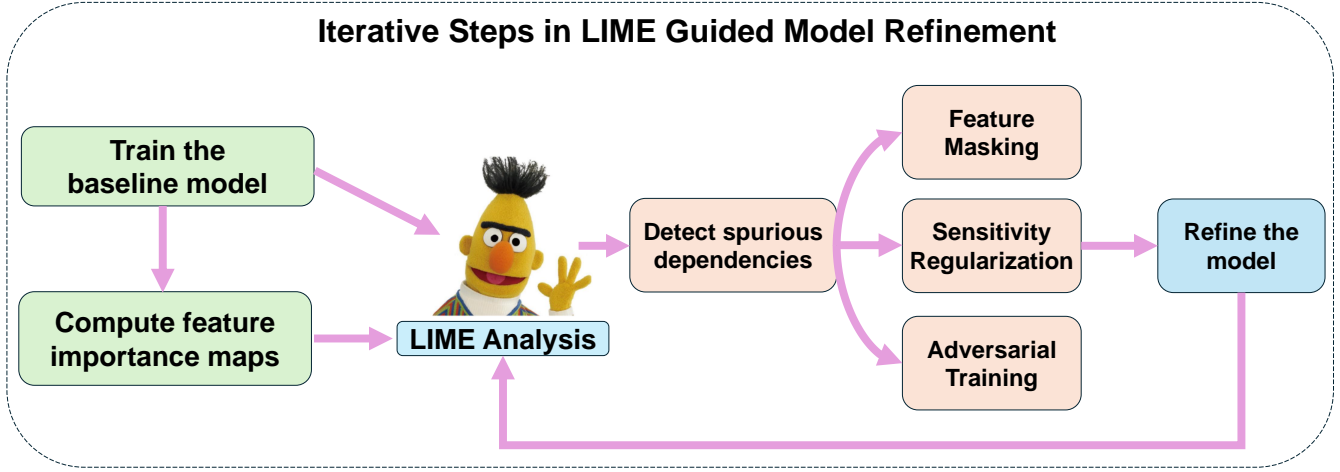 Iterative Steps in LIME Guided Model Refinement
Train the
baseline model
Compute feature
importance maps
LIME Analysis
Detect spurious
dependencies
Feature
Masking
Sensitivity
Regularization
Adversarial
Training
Refine the
model